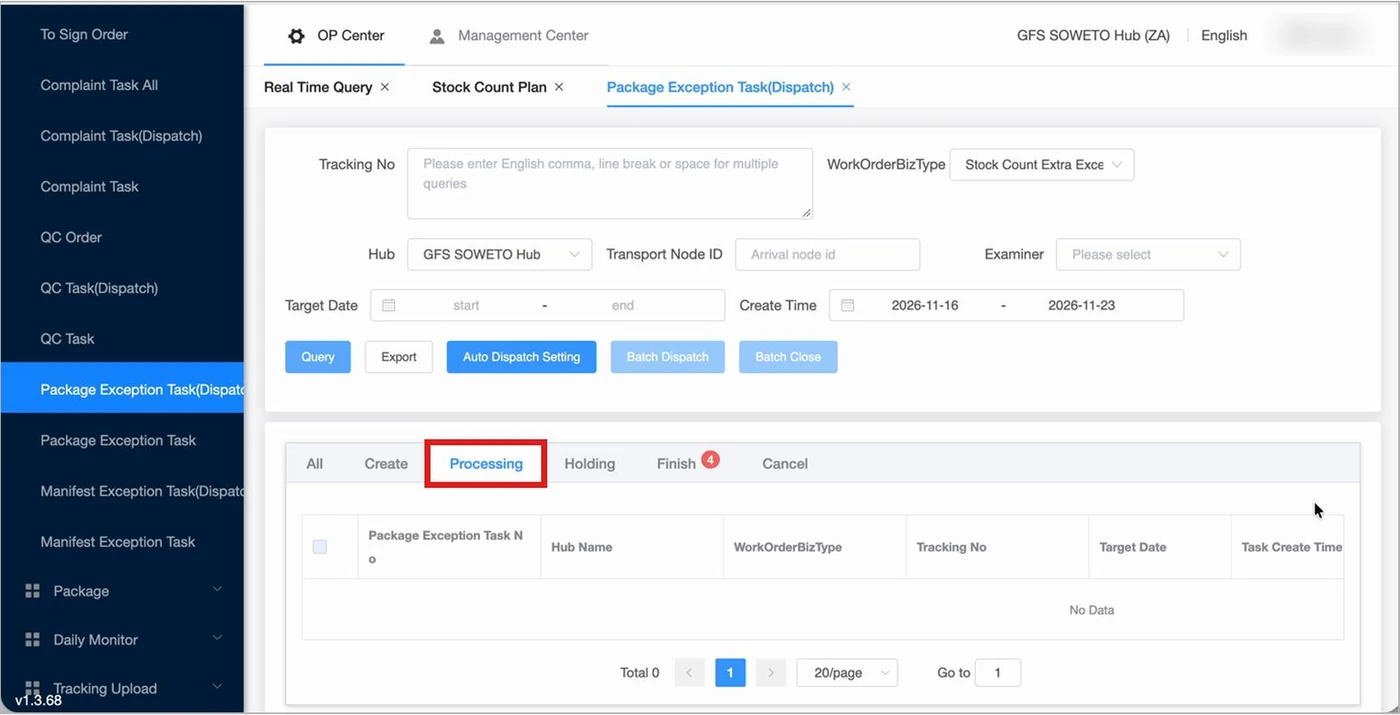 To Sign Order
Complaint Task All
Complaint Task(Dispatch)
Complaint Task
QC Order
QC Task(Dispatch)
QC Task
Package Exception Task(Dispatc
Package Exception Task
Manifest Exception Task(Dispatc
Manifest Exception Task
Package
Daily Monitor
Tracking Upload
v1.3.68
OP Center
Management Center
GFS SOWETO Hub (ZA)
English
Real Time Query ×
Stock Count Plan ×
Package Exception Task(Dispatch) ×
Tracking No
Please enter English comma, line break or space for multiple
queries
WorkOrderBizType
Stock Count Extra Exce
Hub
GFS SOWETO Hub
Transport Node ID
Arrival node id
Examiner
Please select
Target Date
start - end
Create Time
2026-11-16 - 2026-11-23
Query
Export
Auto Dispatch Setting
Batch Dispatch
Batch Close
All
Create
Processing
Holding
Finish 4
Cancel
Package Exception Task N
o
Hub Name
WorkOrderBizType
Tracking No
Target Date
Task Create Time
No Data
Total 0
< 1 >
20/page
Go to 1